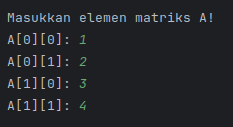 Masukkan elemen matriks A!
A[0][0]: 1
A[0][1]: 2
A[1][0]: 3
A[1][1]: 4